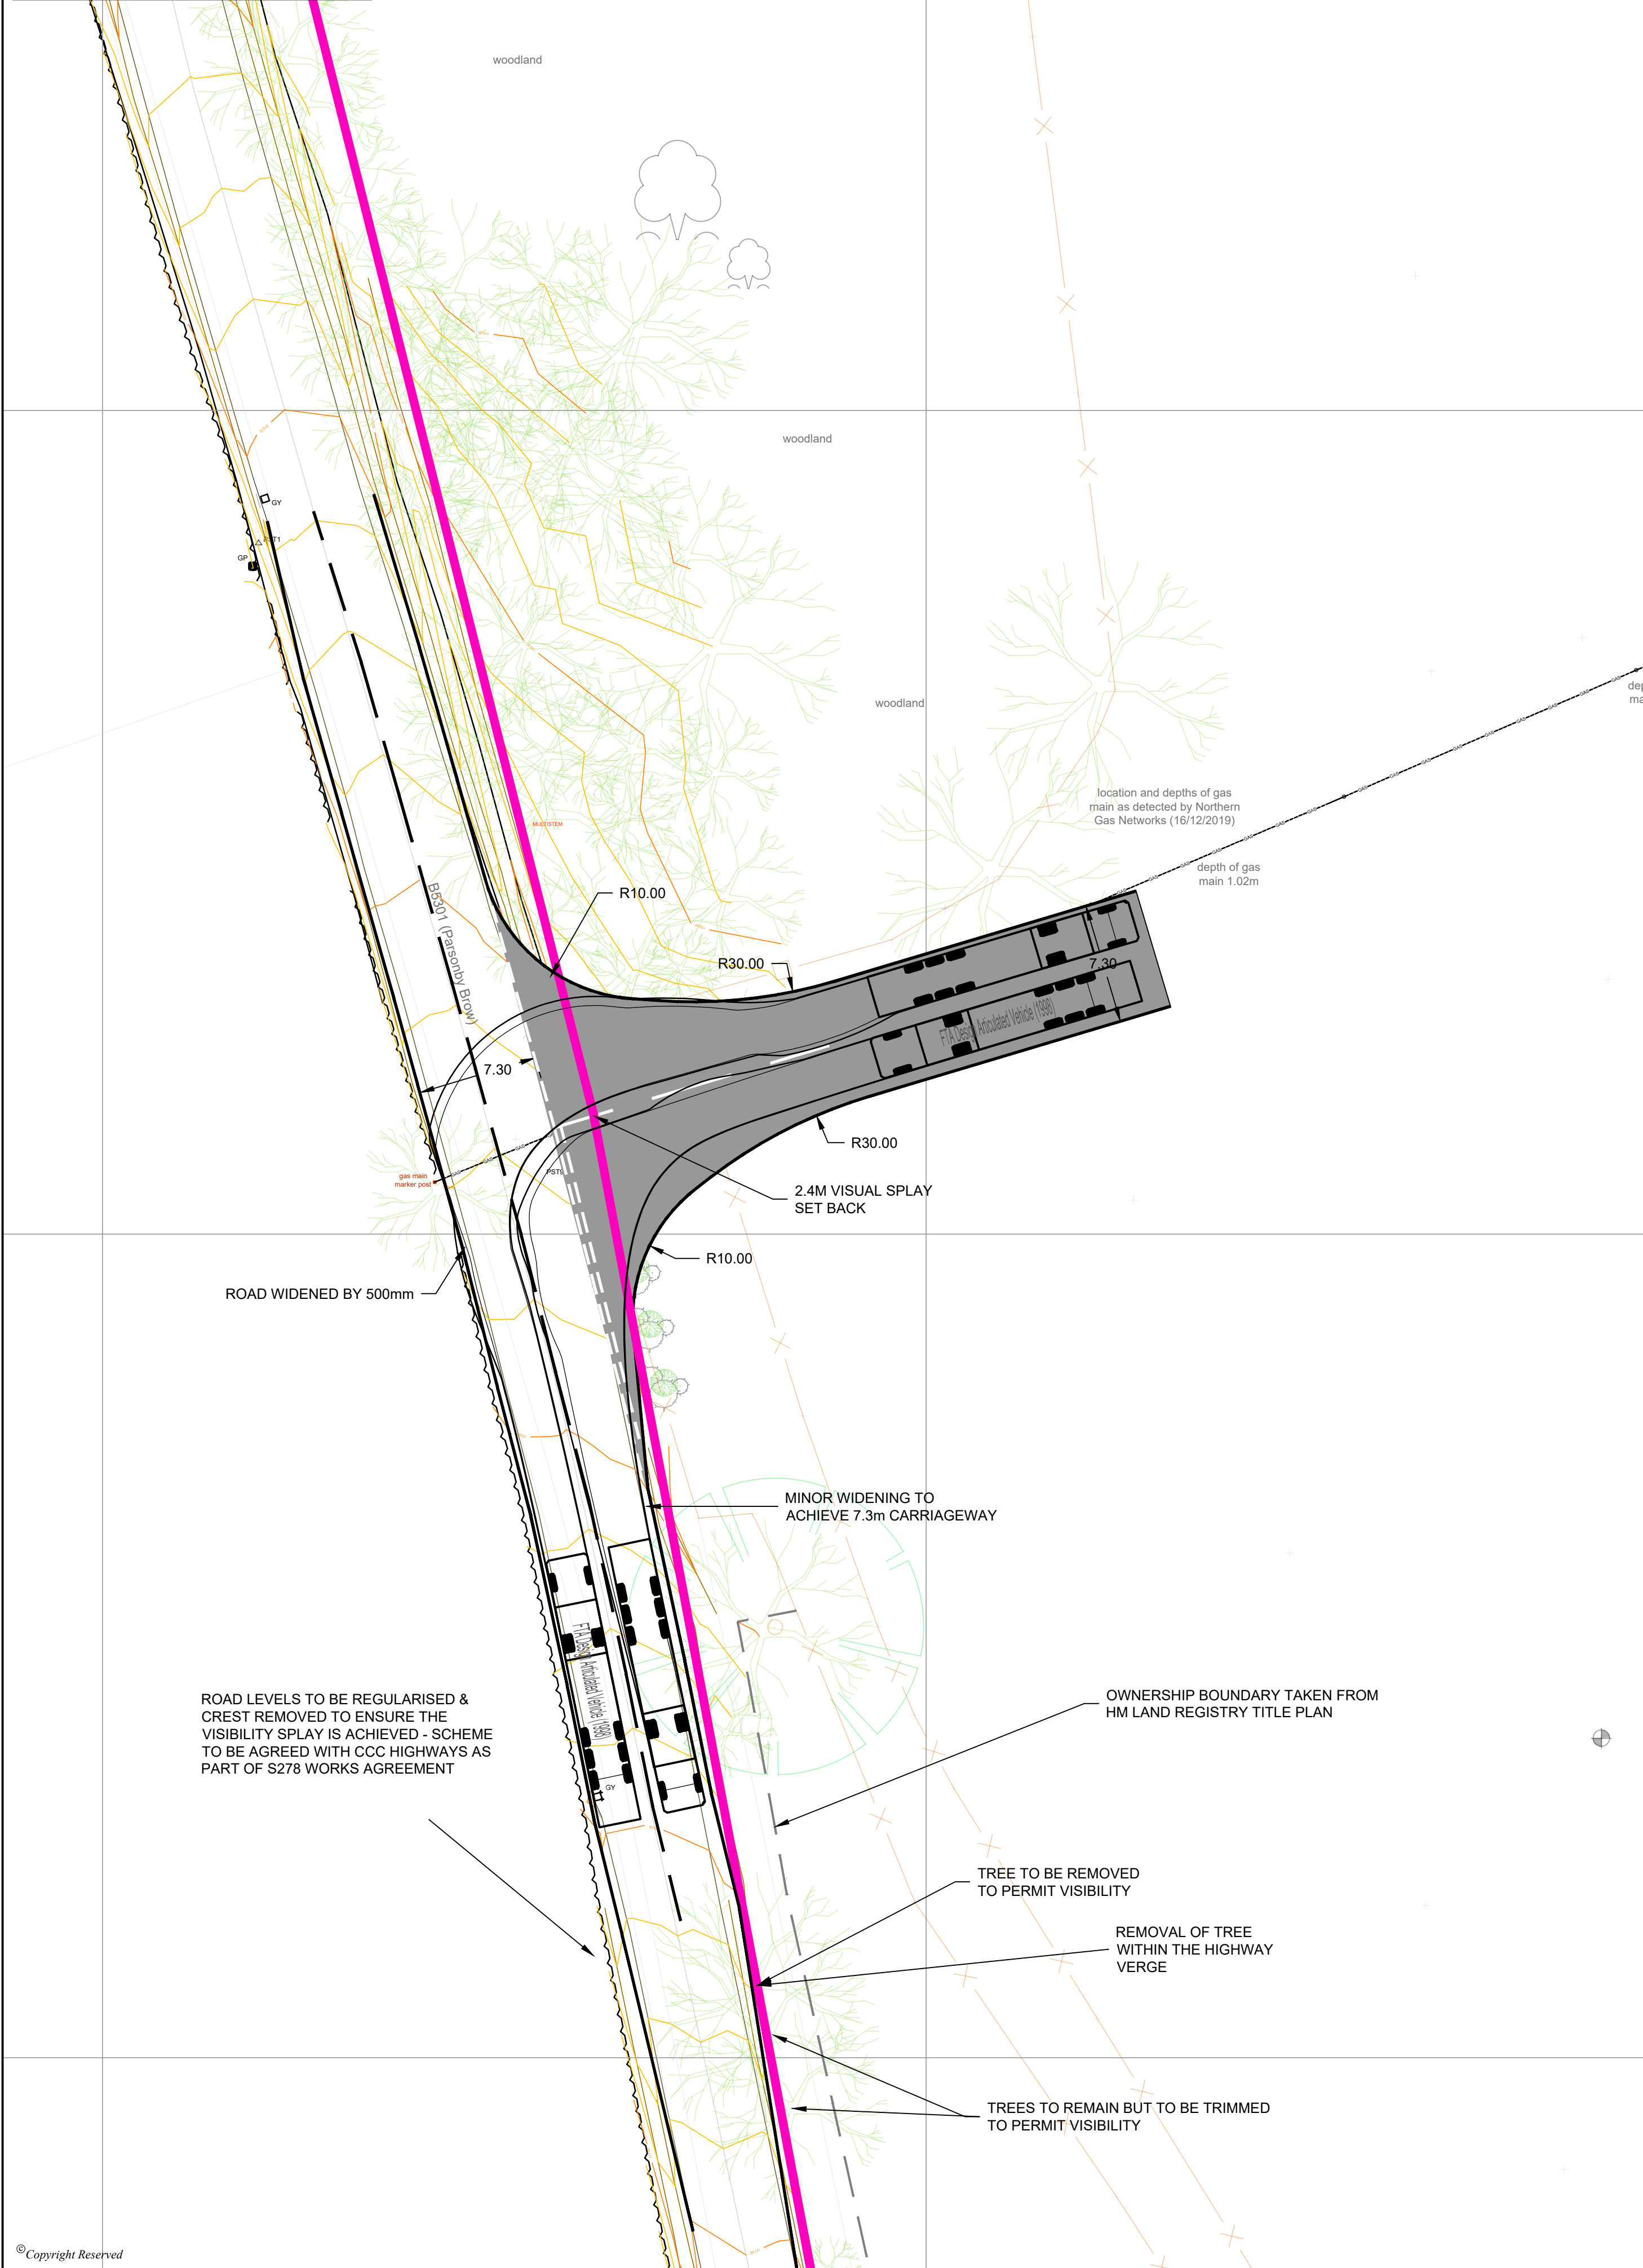 woodland
woodland
GY
PST1
GP
woodland
dep
ma
location and depths of gas
main as detected by Northern
Gas Networks (16/12/2019)
MULTISTEM
depth of gas
main 1.02m
B5301 (Parsonby Brow)
R10.00
R30.00
7.30
FTA Design Articulated Vehicle (1998)
7.30
R30.00
gas main
marker post
GAS
2.4M VISUAL SPLAY
SET BACK
R10.00
ROAD WIDENED BY 500mm
MINOR WIDENING TO
ACHIEVE 7.3m CARRIAGEWAY
FTA Design Articulated Vehicle (1998)
ROAD LEVELS TO BE REGULARISED &
CREST REMOVED TO ENSURE THE
VISIBILITY SPLAY IS ACHIEVED - SCHEME
TO BE AGREED WITH CCC HIGHWAYS AS
PART OF S278 WORKS AGREEMENT
OWNERSHIP BOUNDARY TAKEN FROM
HM LAND REGISTRY TITLE PLAN
GY
TREE TO BE REMOVED
TO PERMIT VISIBILITY
REMOVAL OF TREE
WITHIN THE HIGHWAY
VERGE
TREES TO REMAIN BUT TO BE TRIMMED
TO PERMIT VISIBILITY
©Copyright Reserved